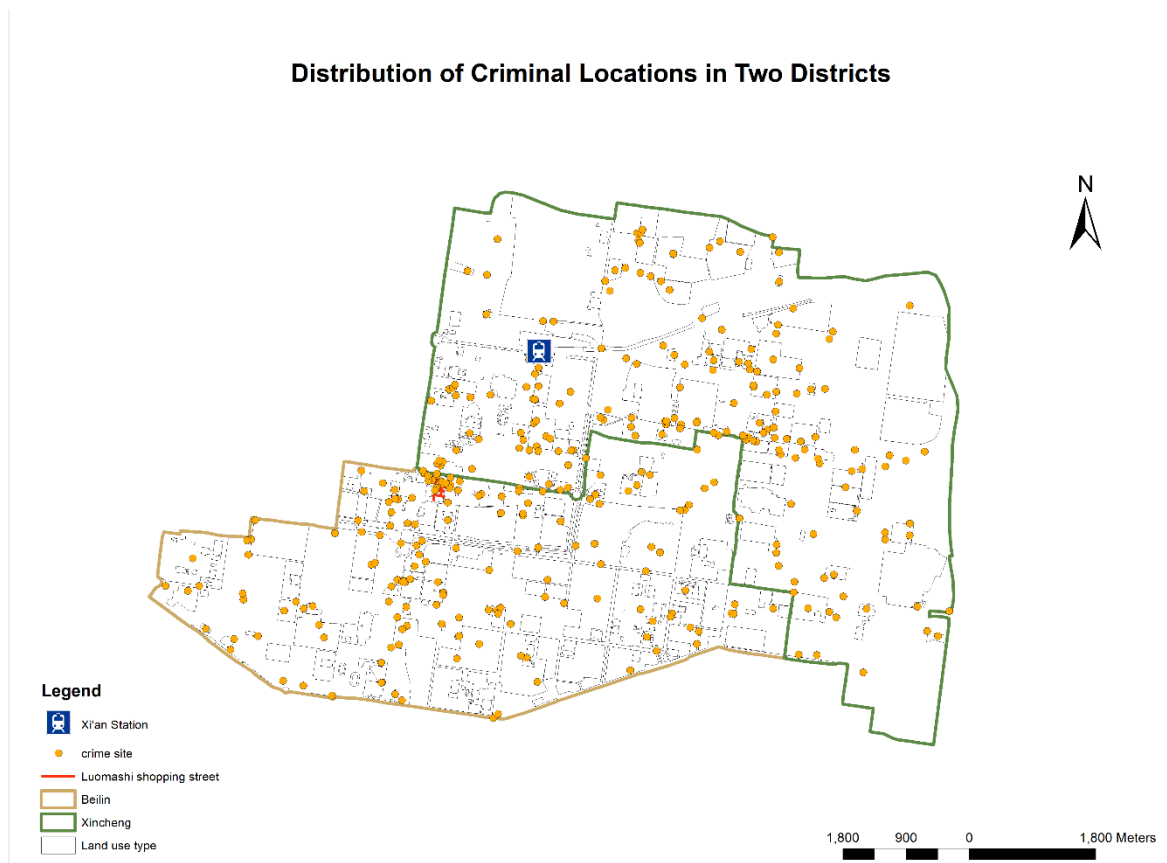 Distribution of Criminal Locations in Two Districts
N
Legend
Xi'an Station
crime site
Luomashi shopping street
Beilin
Xincheng
Land use type
1,800 900 0 1,800 Meters